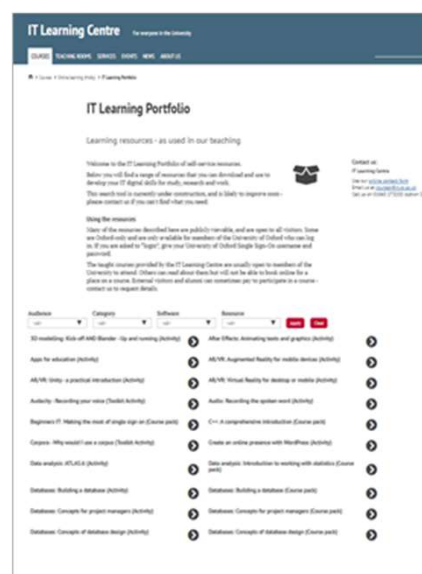 IT Learning Centre For everyone in the University
COURSES TEACHING ROOMS SERVICES EVENTS NEWS ABOUT US
IT Learning Portfolio
Learning resources - as used in our teaching
Welcome to the IT Learning Portfolio of self-service resources.
Below you will find a range of resources that you can download and use to
develop your IT digital skills for study, research and work.
This search tool is currently under construction, and is likely to improve soon -
please contact us if you can't find what you need.
Using the resources
Many of the resources described here are publicly viewable, and are open to all visitors. Some
are Oxford-only and are only available for members of the University of Oxford who can log
in. If you are asked to "login", give your University of Oxford Single Sign-On username and
password.
The taught courses provided by the IT Learning Centre are usually open to members of the
University to attend. Others can read about them but will not be able to book online for a
place on a course. External visitors and alumni can sometimes pay to participate in a course -
contact us to request details.
Contact us:
IT Learning Centre
Use our online contact form
Email us at
Audience Category Software Resource
Apply Clear
3D modelling: Kick-off AND Blender - Up and running (Activity)
After Effects: Animating texts and graphics (Activity)
Apps for education (Activity)
AR/VR: Augmented Reality for mobile devices (Activity)
AR/VR: Unity - a practical introduction (Activity)
AR/VR: Virtual Reality for desktop or mobile (Activity)
Audacity - Recording your voice (Toolkit Activity)
Audio: Recording the spoken word (Activity)
Beginners IT: Making the most of single sign on (Course pack)
C++: A comprehensive introduction (Course pack)
Corpora - Why would I use a corpus (Toolkit Activity)
Create an online presence with WordPress (Activity)
Data analysis: ATLAS.ti (Activity)
Data analysis: Introduction to working with statistics (Course
pack)
Databases: Building a database (Activity)
Databases: Building a database (Course pack)
Databases: Concepts for project managers (Activity)
Databases: Concepts for project managers (Course pack)
Databases: Concepts of database design (Activity)
Databases: Concepts of database design (Course pack)